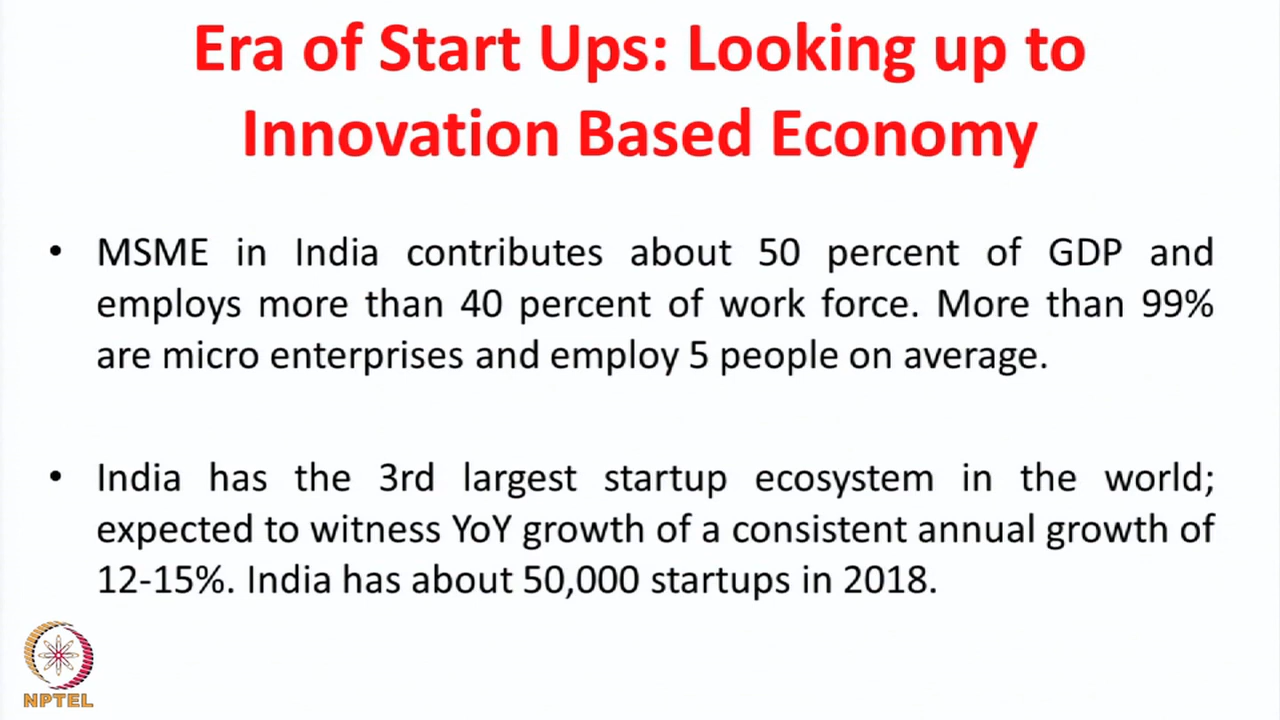 Era of Start Ups: Looking up to
Innovation Based Economy
• MSME in India contributes about 50 percent of GDP and
employs more than 40 percent of work force. More than 99%
are micro enterprises and employ 5 people on average.
• India has the 3rd largest startup ecosystem in the world;
expected to witness YoY growth of a consistent annual growth of
12-15%. India has about 50,000 startups in 2018.
NPTEL